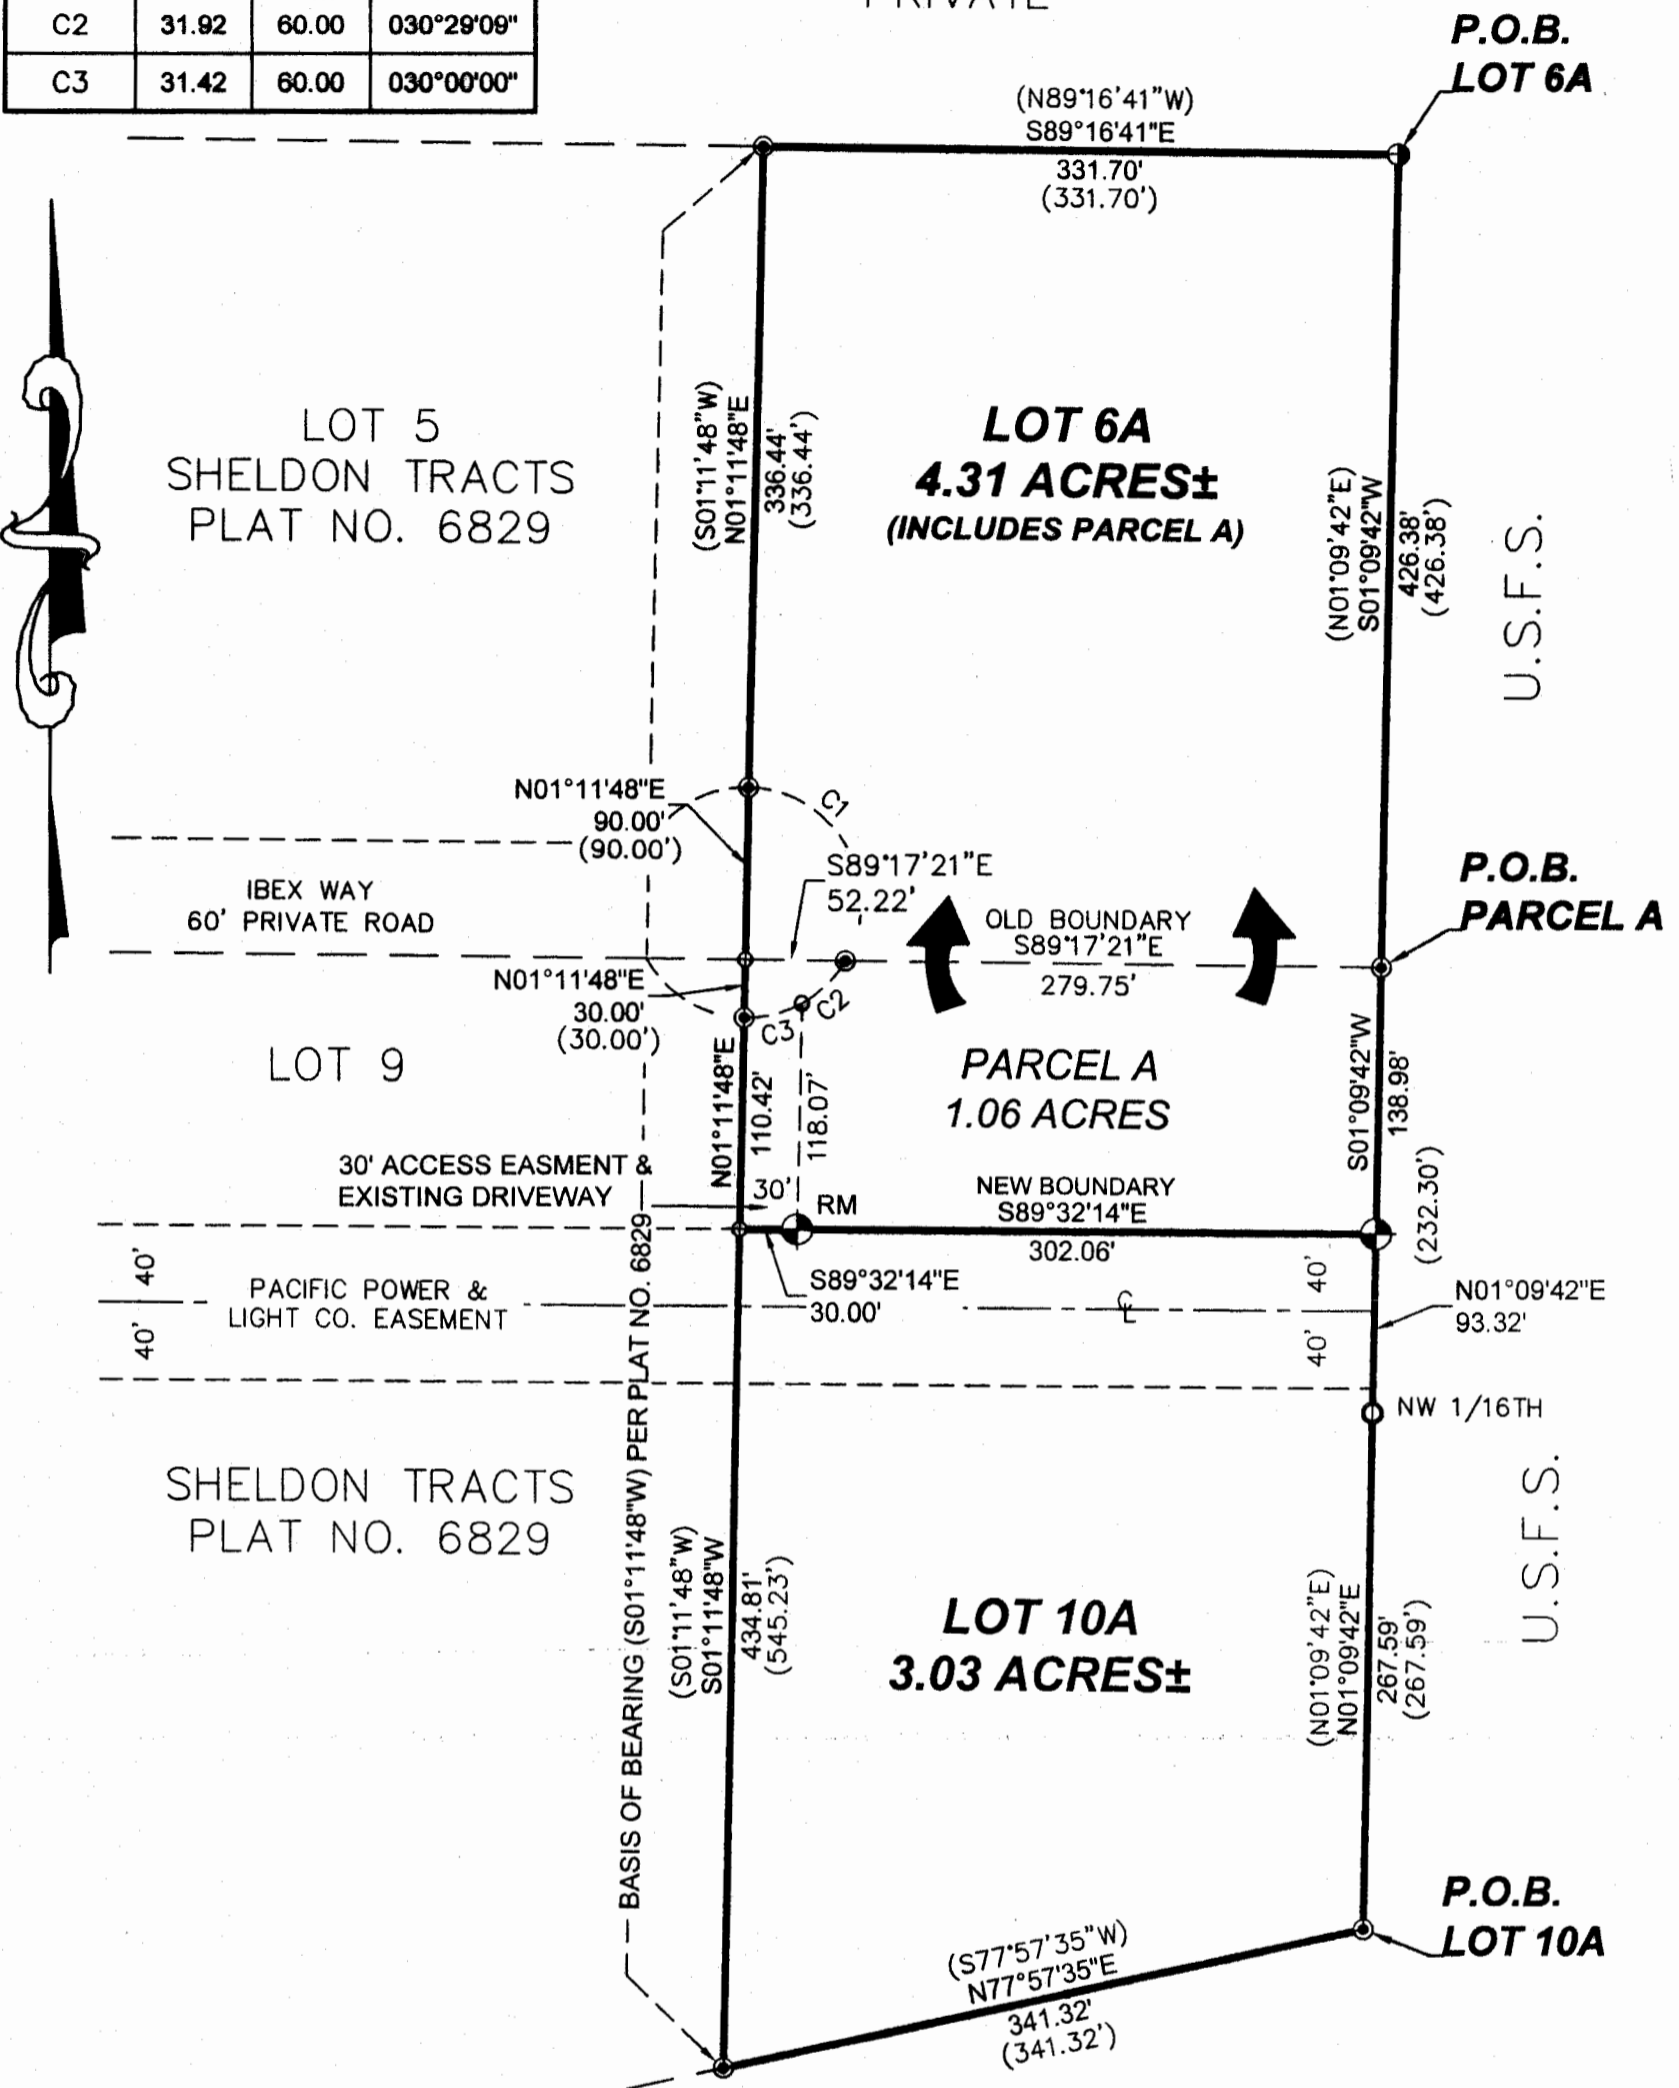 C2 31.92 60.00 030°29'09"
C3 31.42 60.00 030°00'00"
P.O.B.
LOT 6A
(N89°16'41"W)
S89°16'41"E
331.70'
(331.70')
LOT 5
SHELDON TRACTS
PLAT NO. 6829
(S01°11'48"W)
N01°11'48"E
336.44'
(336.44')
LOT 6A
4.31 ACRES±
(INCLUDES PARCEL A)
(N01°09'42"E)
S01°09'42"W
426.38'
(426.38')
U.S.F.S.
N01°11'48"E
90.00'
(90.00')
C1
S89°17'21"E
52.22'
IBEX WAY
60' PRIVATE ROAD
OLD BOUNDARY
S89°17'21"E
279.75'
P.O.B.
PARCEL A
N01°11'48"E
30.00'
(30.00')
C2
C3
LOT 9
N01°11'48"E
110.42'
118.07'
PARCEL A
1.06 ACRES
S01°09'42"W
138.98'
(232.30')
30' ACCESS EASMENT &
EXISTING DRIVEWAY
30'
RM
NEW BOUNDARY
S89°32'14"E
302.06'
40'
40'
PACIFIC POWER &
LIGHT CO. EASEMENT
S89°32'14"E
30.00'
℄
40'
40'
N01°09'42"E
93.32'
NW 1/16TH
BASIS OF BEARING (S01°11'48"W) PER PLAT NO. 6829
SHELDON TRACTS
PLAT NO. 6829
(S01°11'48"W)
S01°11'48"W
434.81'
(545.23')
LOT 10A
3.03 ACRES±
(N01°09'42"E)
N01°09'42"E
267.59'
(267.59')
U.S.F.S.
P.O.B.
LOT 10A
(S77°57'35"W)
N77°57'35"E
341.32'
(341.32')